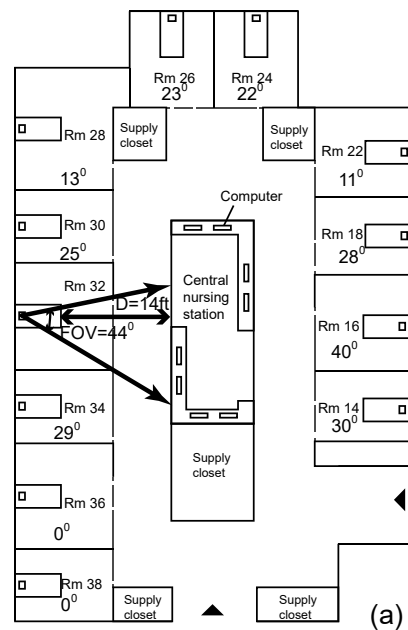 Rm 26
23⁰
Rm 24
22⁰
Supply
closet
Supply
closet
Rm 28
13⁰
Rm 22
11⁰
Computer
Rm 30
25⁰
Rm 18
28⁰
Rm 32
D=14ft
FOV=44⁰
Central
nursing
station
Rm 16
40⁰
Rm 34
29⁰
Rm 14
30⁰
Supply
closet
Rm 36
0⁰
Rm 38
0⁰
Supply
closet
Supply
closet
(a)